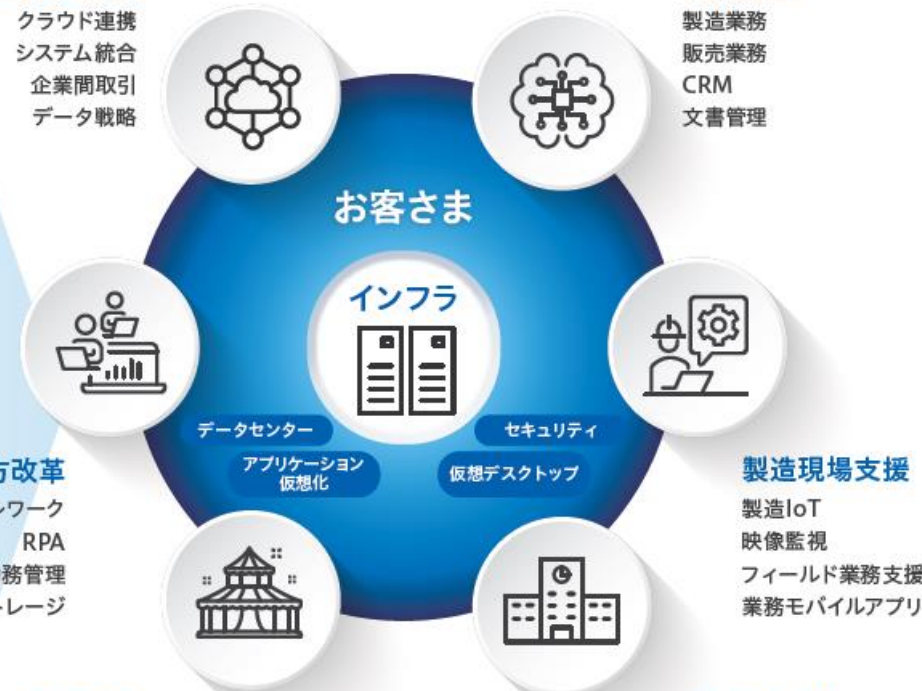 クラウド連携
システム統合
企業間取引
データ戦略
製造業務
販売業務
CRM
文書管理
お客さま
インフラ
データセンター
セキュリティ
アプリケーション
仮想化
仮想デスクトップ
方改革
レワーク
RPA
務管理
トレージ
製造現場支援
製造IoT
映像監視
フィールド業務支援
業務モバイルアプリ